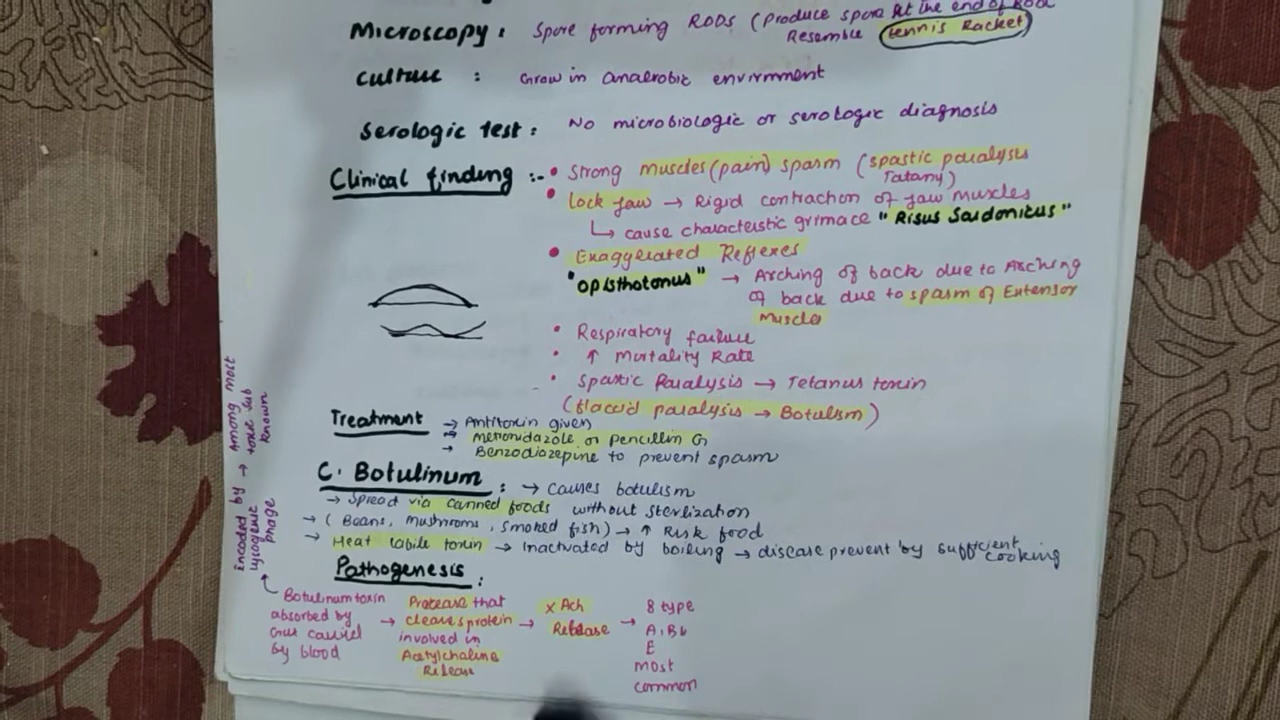 Microscopy : Spore forming RODS (Produce spore at the end of Rod
Resemble tennis Racket)
Culture : Grow in anaerobic envirnment
Serologic test : No microbiologic or serologic diagnosis
Clinical finding :- • Strong muscles (pain) spasm (spastic paralysis
Tatany)
• Lock Jaw → Rigid contraction of Jaw Muscles
↳ cause characteristic grimace "Risus Sardonicus"
• Exaggerated Reflexes
"Opisthotonus" → Arching of back due to Arching
of back due to spasm of Extensor
Muscles
• Respiratory failure
• ↑ Mortality Rate
• Spastic Paralysis → Tetanus toxin
(flaccid paralysis → Botulism)
Treatment → Antitoxin given
→ Metronidazole or Pencillin G
→ Benzodiazepine to prevent spasm
C. Botulinum : → causes botulism
→ Spread via canned foods without sterlization
→ (Beans, Mushrooms, smoked fish) → ↑ Risk food
→ Heat labile toxin → Inactivated by boiling → disease prevent by sufficient
cooking
Pathogenesis :
Botulinum toxin
absorbed by
Gut carried
by blood
→ Protease that
cleaves protein
involved in
Acetylcholine
Release
→ x Ach
Release
→ 8 type
A, B &
E
most
common
Encoded by → Among most
lysogenic toxic sub
phage known